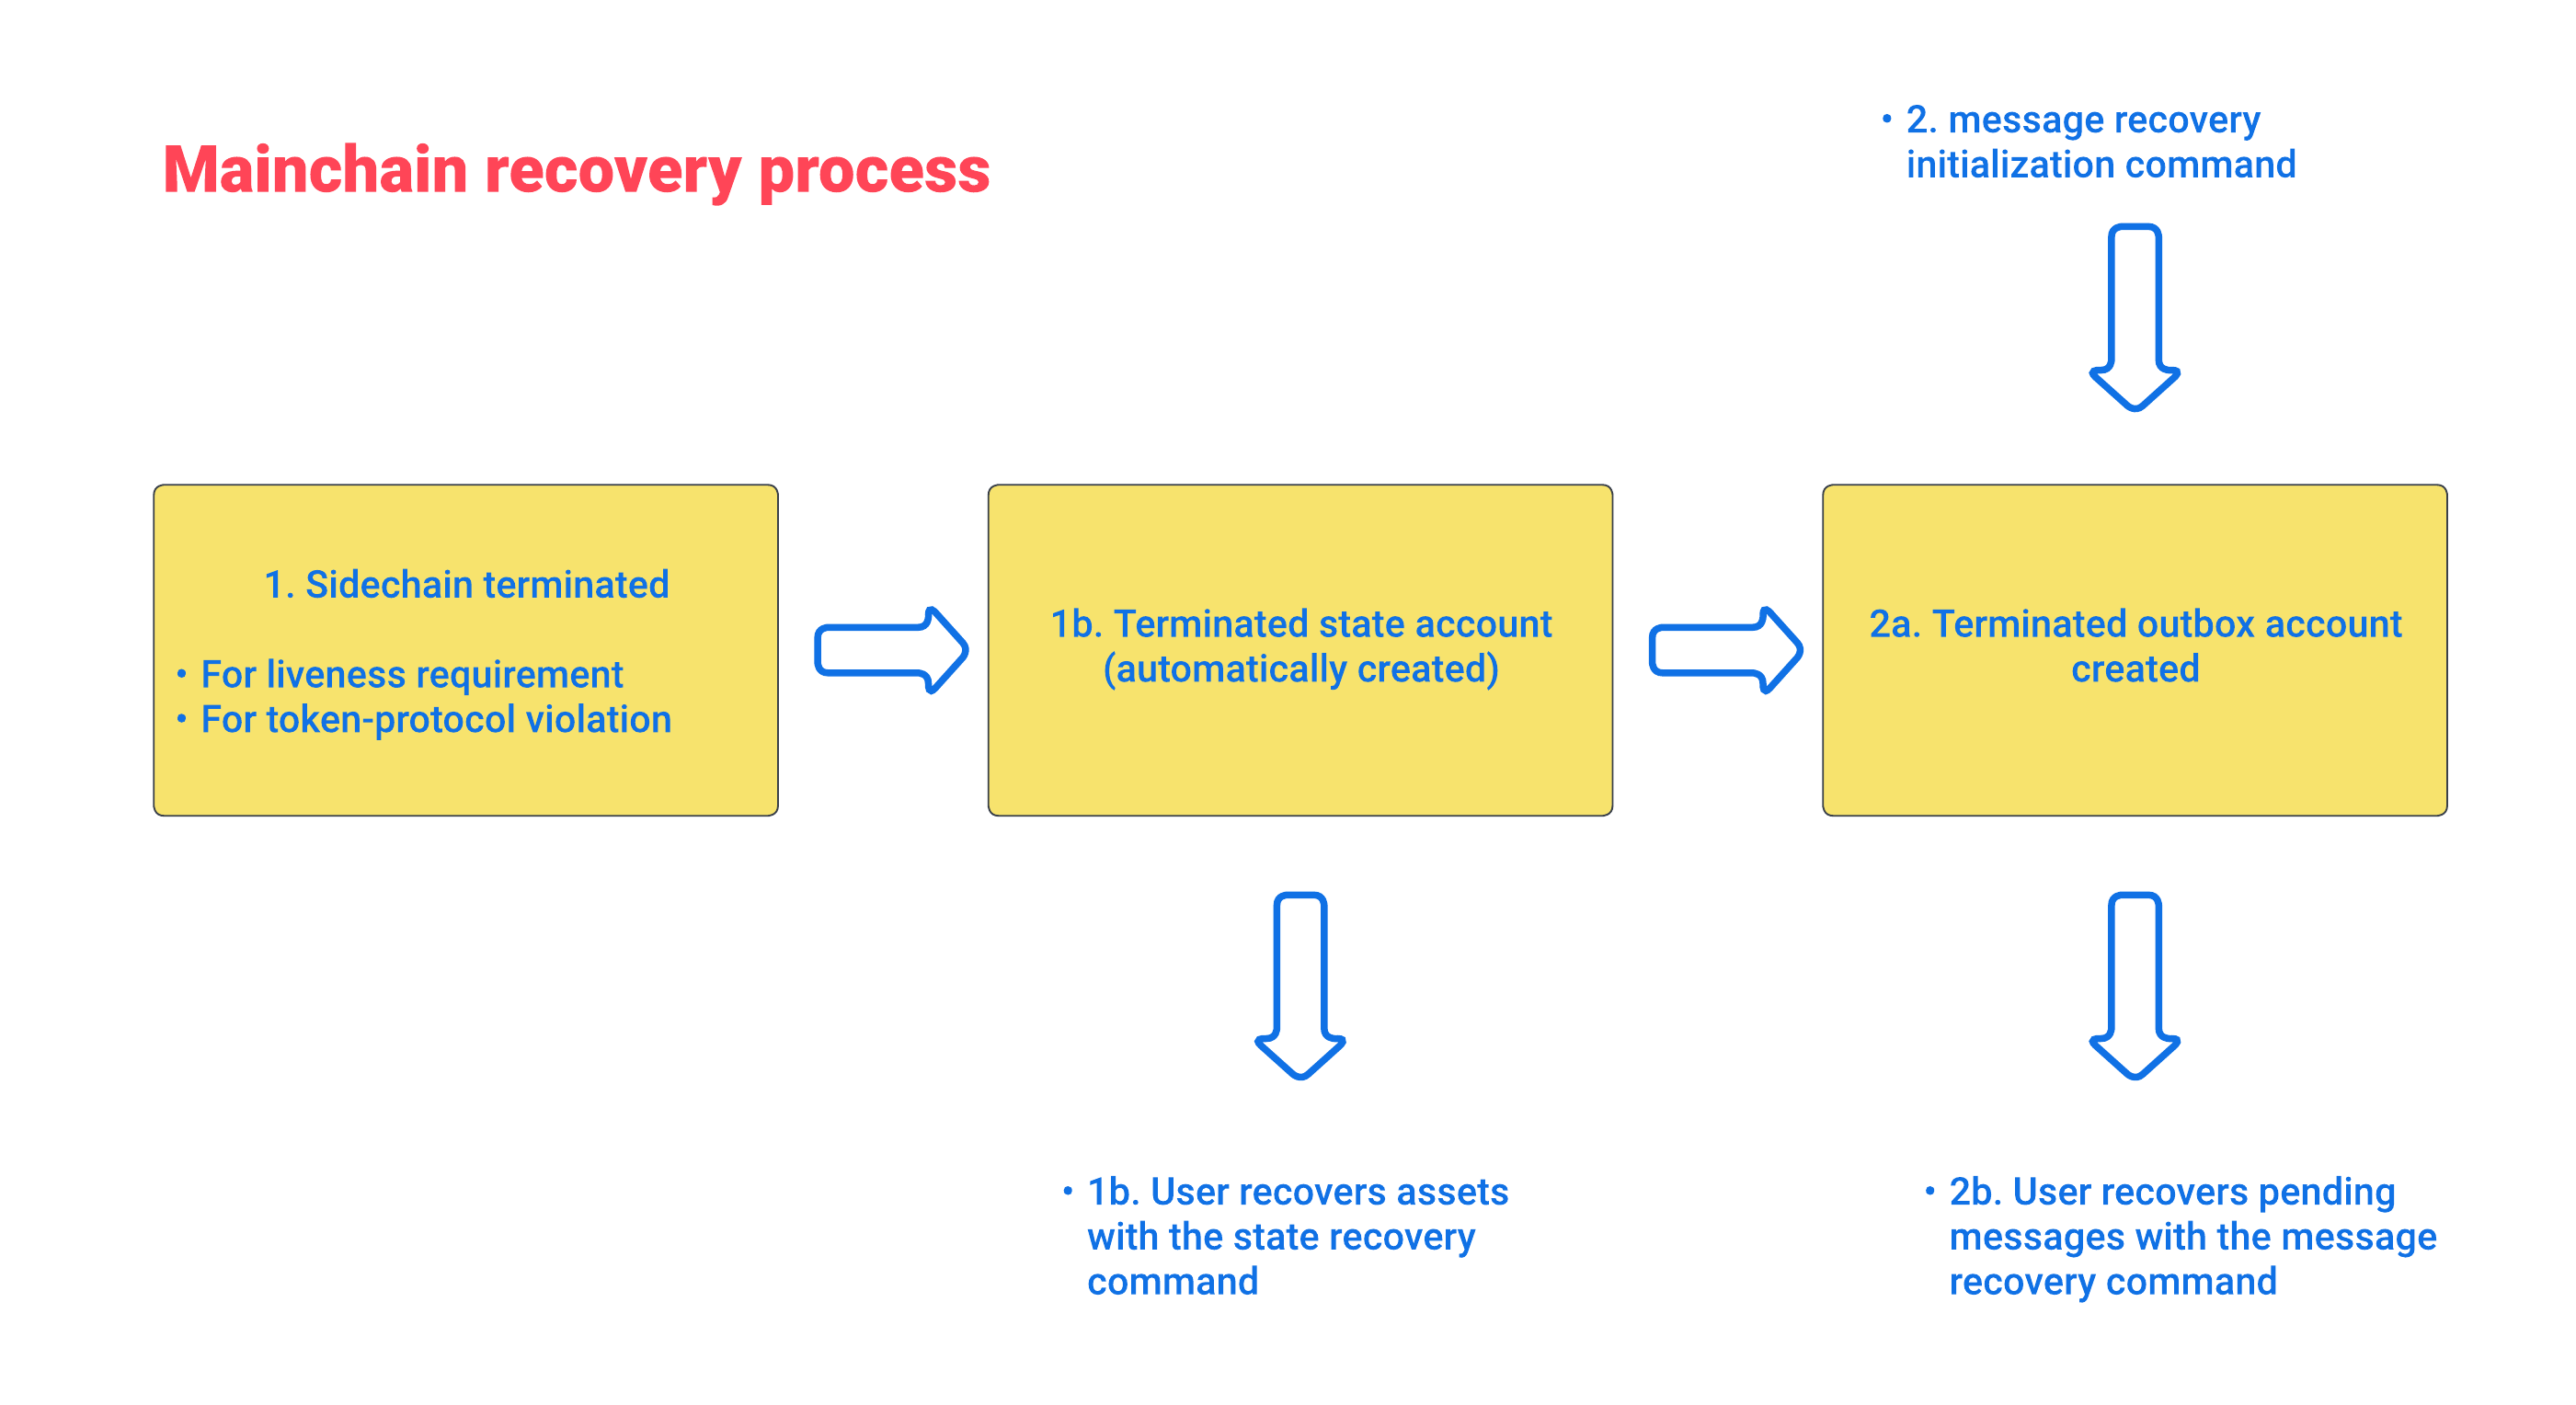 Mainchain recovery process
• 2. message recovery
initialization command
1. Sidechain terminated
• For liveness requirement
• For token-protocol violation
1b. Terminated state account
(automatically created)
2a. Terminated outbox account
created
• 1b. User recovers assets
with the state recovery
command
• 2b. User recovers pending
messages with the message
recovery command